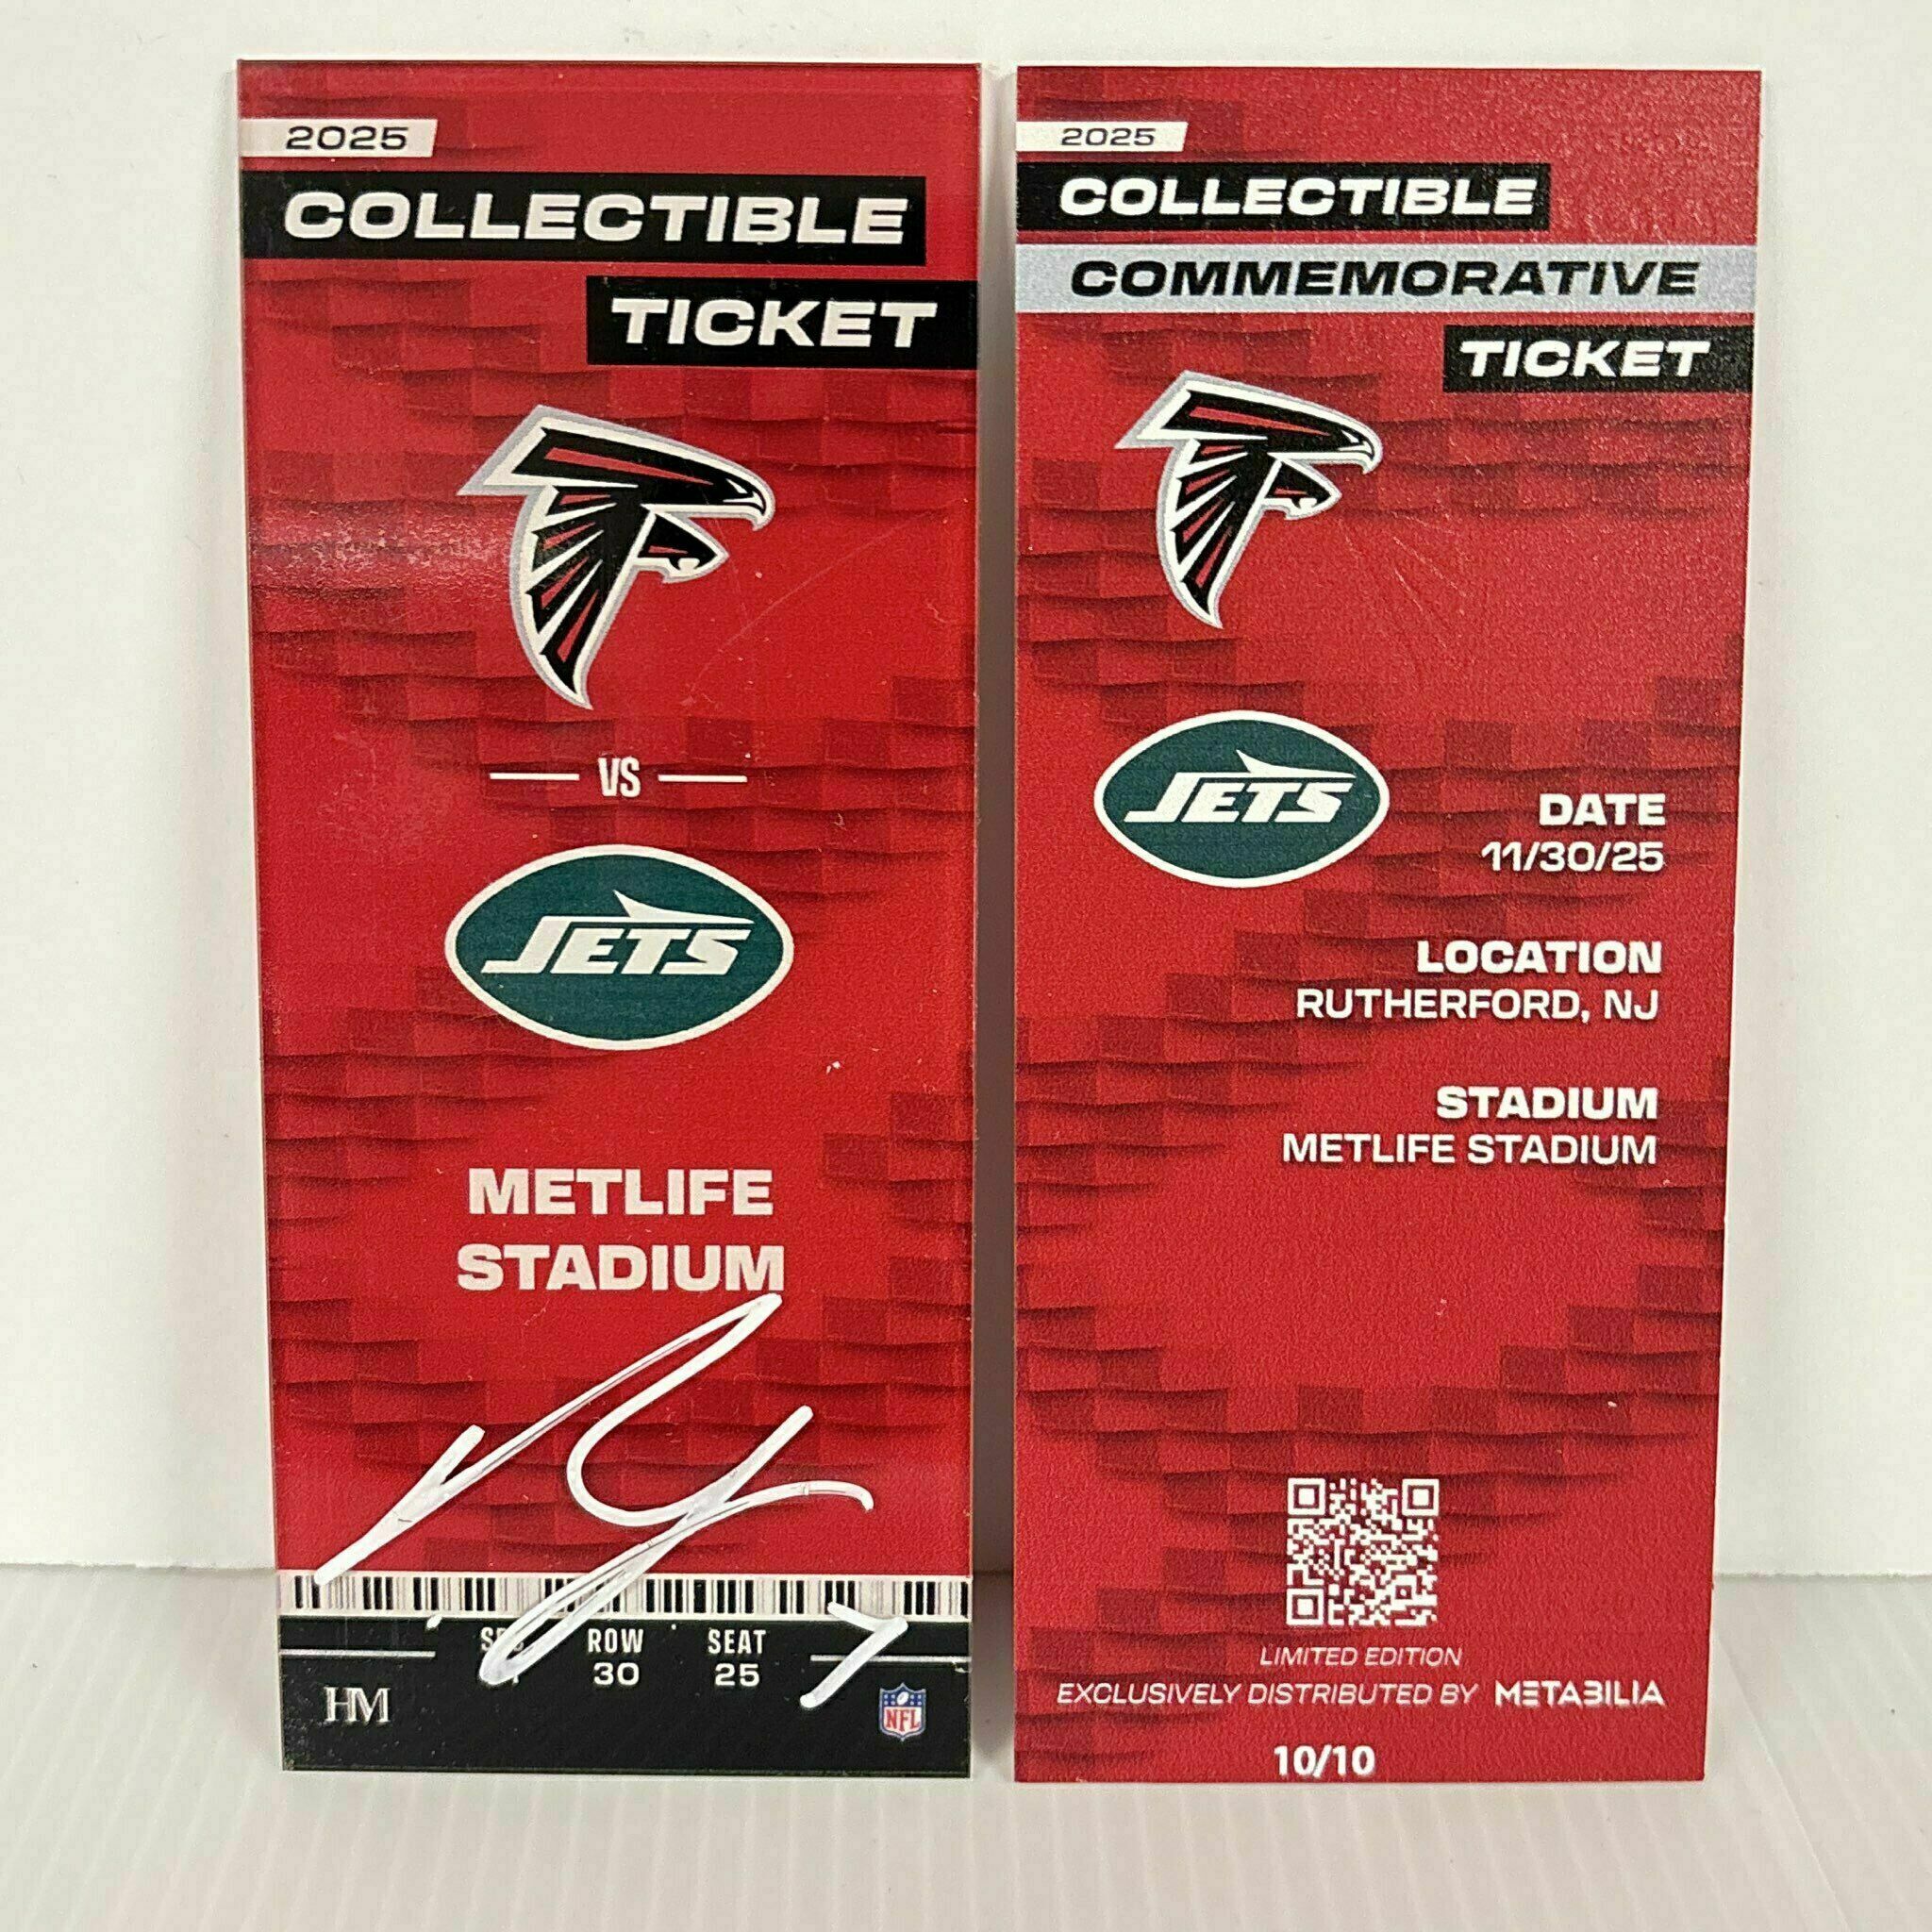 2025
COLLECTIBLE
TICKET
VS
JETS
METLIFE
STADIUM
ROW
SEAT
30
25
7
HM
NFL
2025
COLLECTIBLE
COMMEMORATIVE
TICKET
JETS
DATE
11/30/25
LOCATION
RUTHERFORD, NJ
STADIUM
METLIFE STADIUM
LIMITED EDITION
EXCLUSIVELY DISTRIBUTED BY METABILIA
10/10